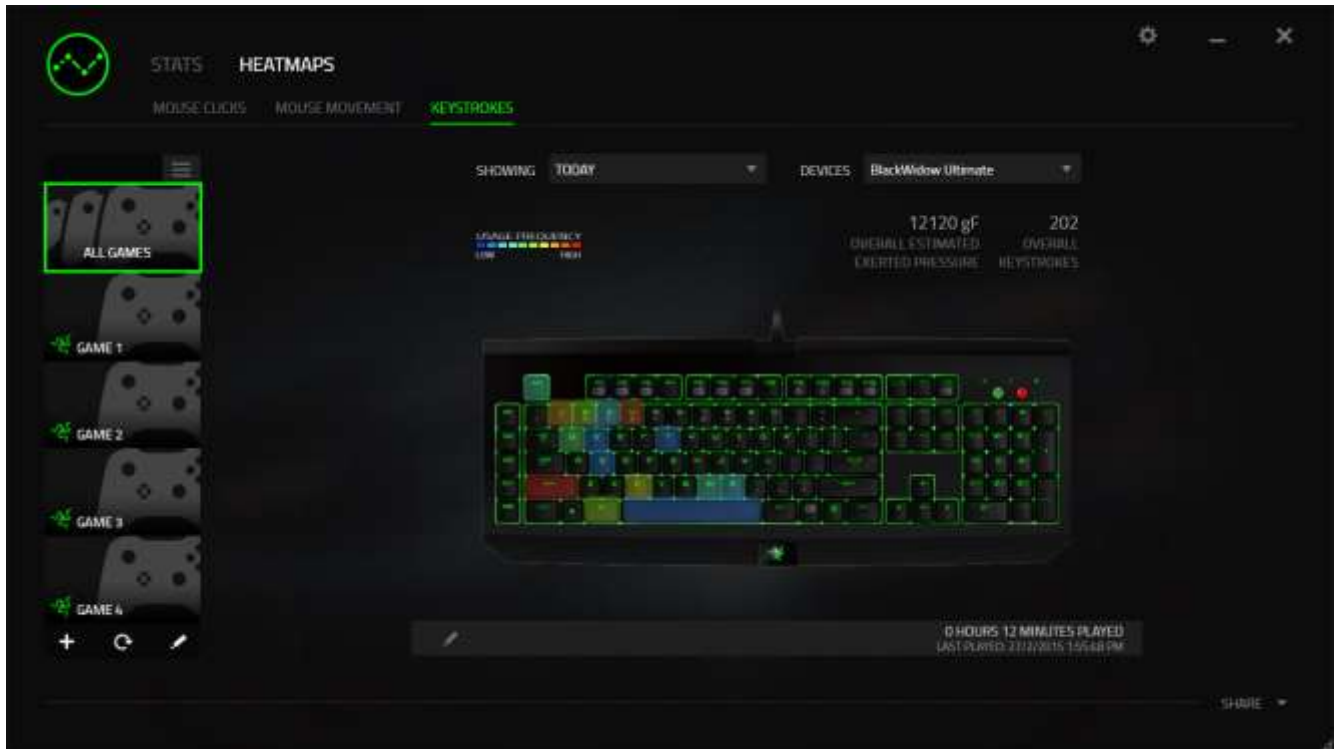 STATS HEATMAPS
MOUSE CLICKS MOUSE MOVEMENT KEYSTROKES
SHOWING TODAY DEVICES BlackWidow Ultimate
12120 gF 202
USAGE FREQUENCY
LOW HIGH
OVERALL ESTIMATED EXERTED PRESSURE
OVERALL KEYSTROKES
ALL GAMES
GAME 1
GAME 2
GAME 3
GAME 4
0 HOURS 12 MINUTES PLAYED
LAST PLAYED:
SHARE